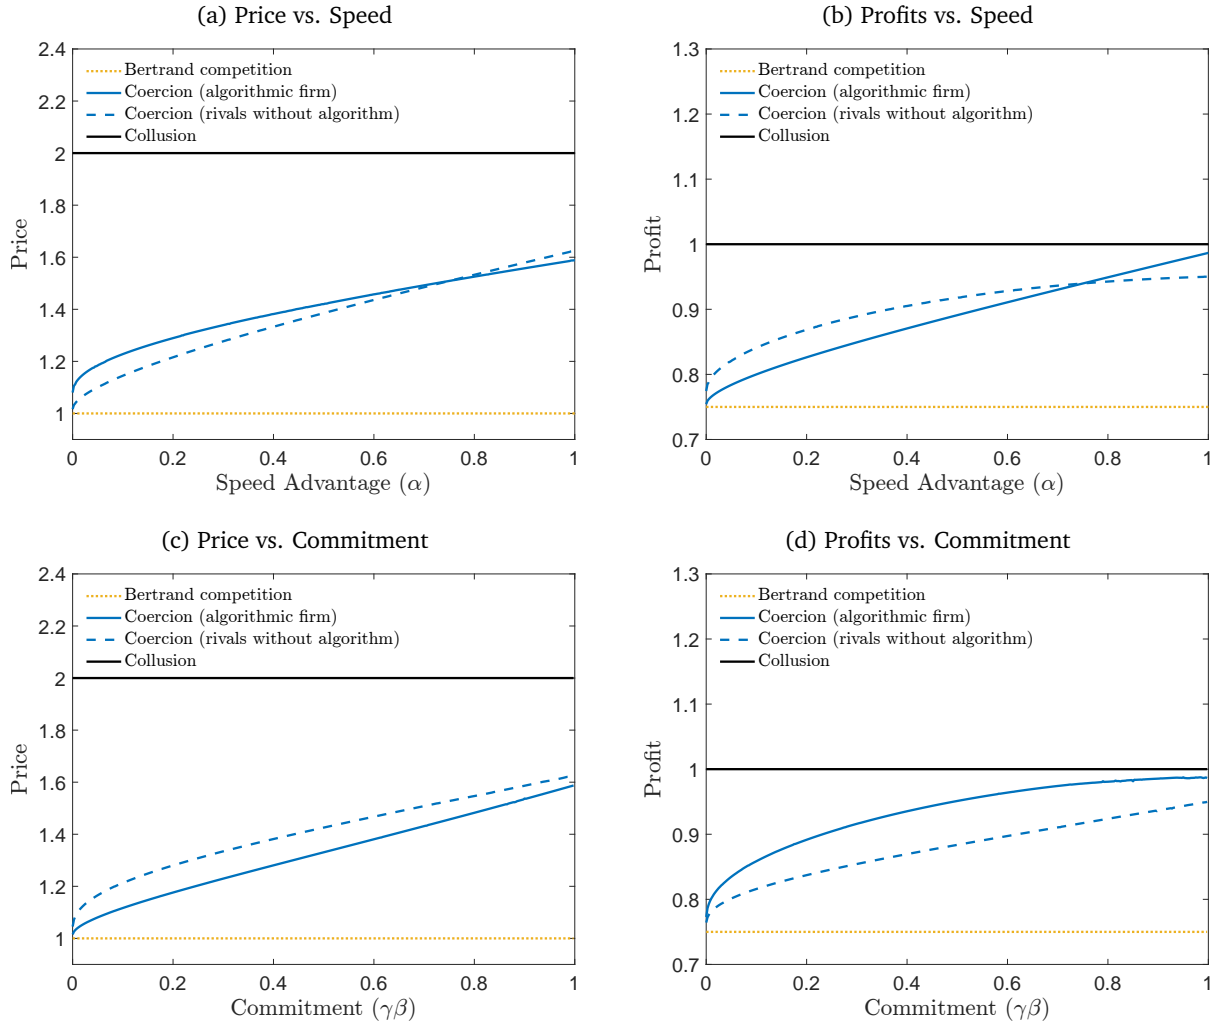 (a) Price vs. Speed
2.4
2.2
2
1.8
1.6
1.4
1.2
1
Price
Bertrand competition
Coercion (algorithmic firm)
Coercion (rivals without algorithm)
Collusion
0 0.2 0.4 0.6 0.8 1
Speed Advantage (α)
(b) Profits vs. Speed
1.3
1.2
1.1
1
0.9
0.8
0.7
Profit
Bertrand competition
Coercion (algorithmic firm)
Coercion (rivals without algorithm)
Collusion
0 0.2 0.4 0.6 0.8 1
Speed Advantage (α)
(c) Price vs. Commitment
2.4
2.2
2
1.8
1.6
1.4
1.2
1
Price
Bertrand competition
Coercion (algorithmic firm)
Coercion (rivals without algorithm)
Collusion
0 0.2 0.4 0.6 0.8 1
Commitment (γβ)
(d) Profits vs. Commitment
1.3
1.2
1.1
1
0.9
0.8
0.7
Profit
Bertrand competition
Coercion (algorithmic firm)
Coercion (rivals without algorithm)
Collusion
0 0.2 0.4 0.6 0.8 1
Commitment (γβ)